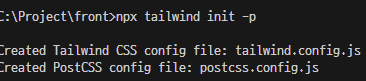 C:\Project\front>npx tailwind init -p
Created Tailwind CSS config file: tailwind.config.js
Created PostCSS config file: postcss.config.js